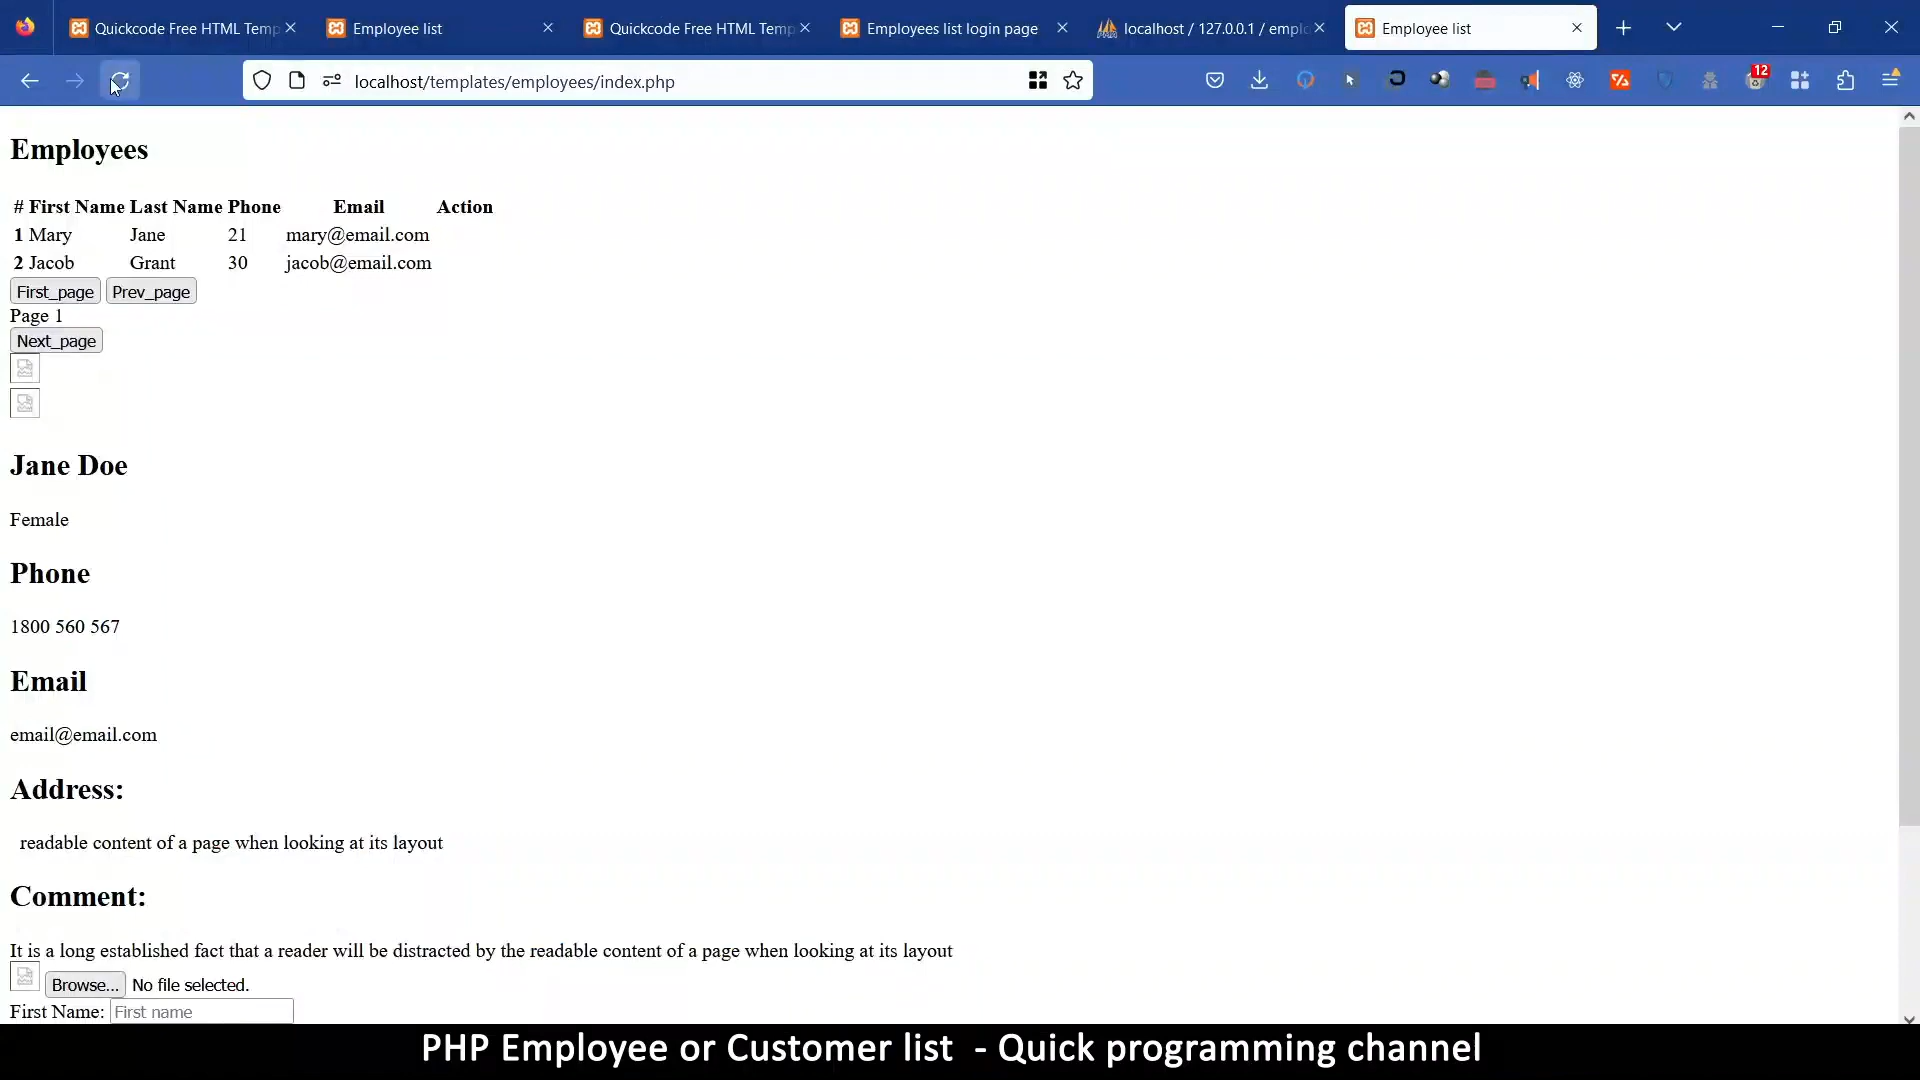 Quickcode Free HTML Temp
Employee list
Quickcode Free HTML Temp
Employees list login page
localhost / 127.0.0.1 / emplo
Employee list
localhost/templates/employees/index.php
12
Employees
# First Name Last Name Phone Email Action
1 Mary Jane 21 mary@email.com
2 Jacob Grant 30 jacob@email.com
First_page Prev_page
Page 1
Next_page
Jane Doe
Female
Phone
1800 560 567
Email
email@email.com
Address:
readable content of a page when looking at its layout
Comment:
It is a long established fact that a reader will be distracted by the readable content of a page when looking at its layout
Browse... No file selected.
First Name: First name
PHP Employee or Customer list - Quick programming channel